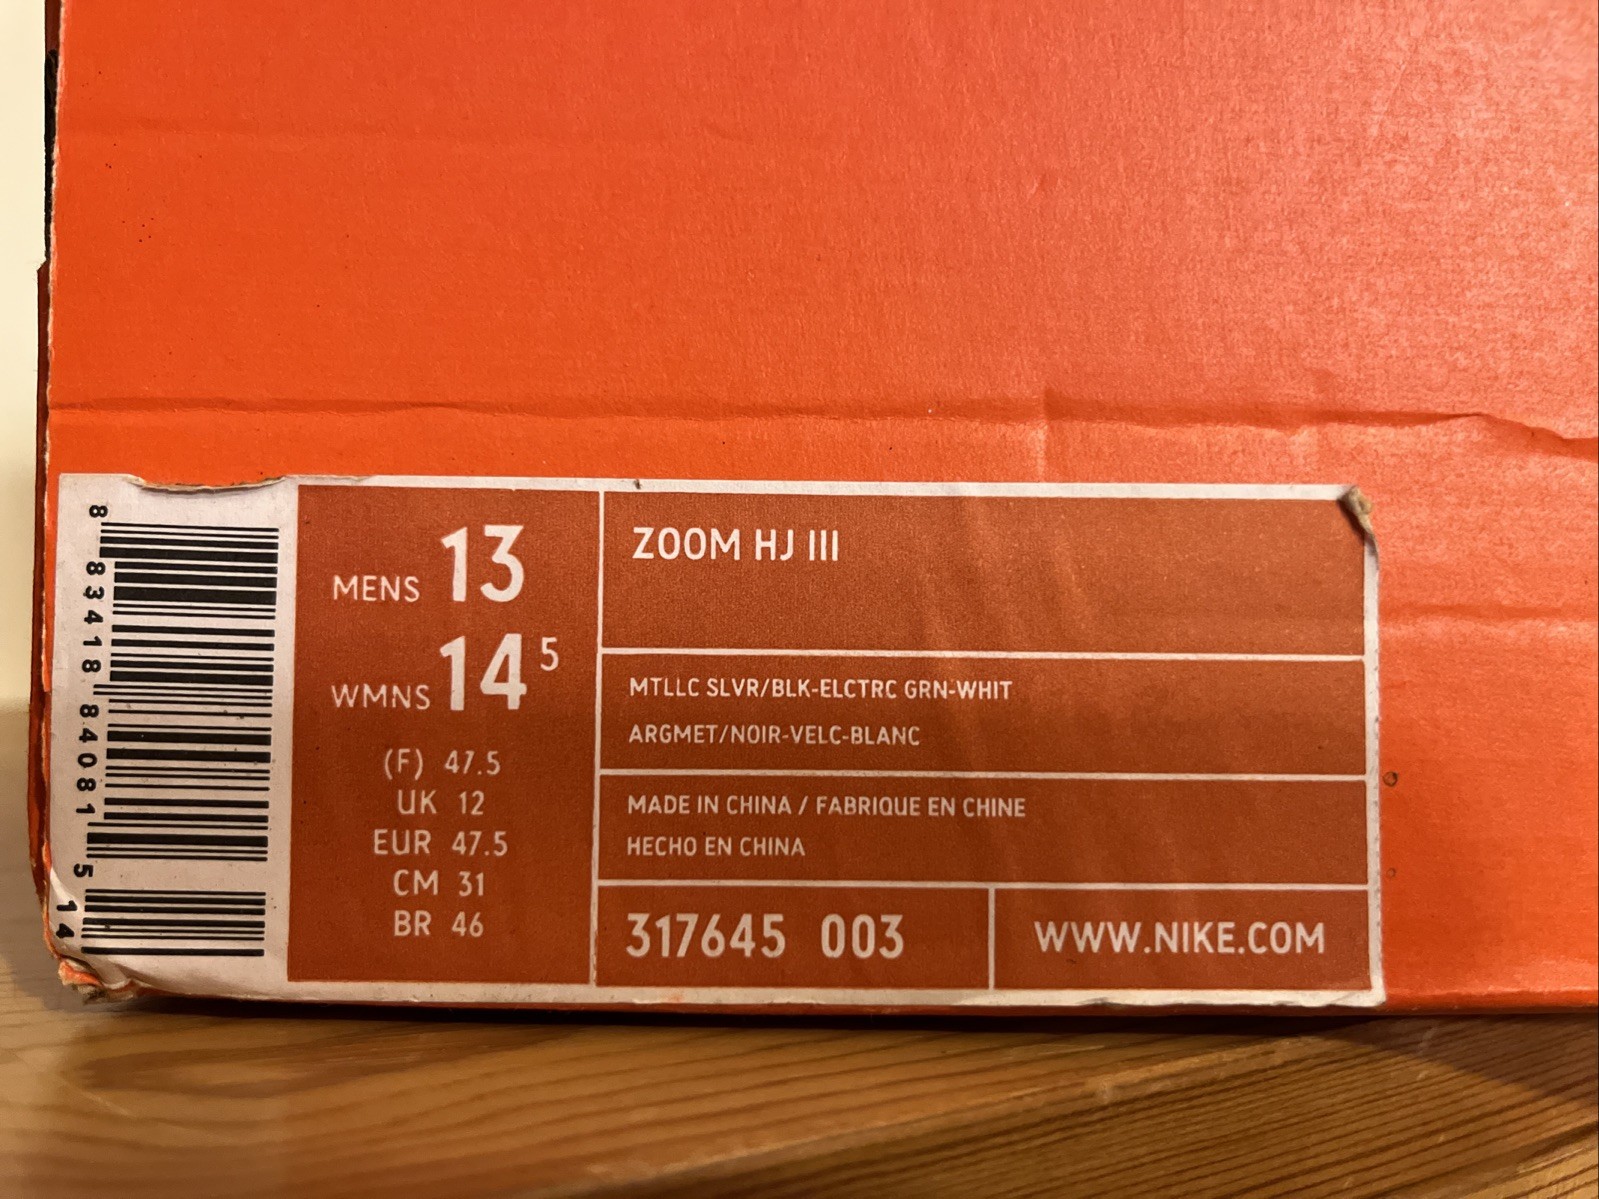 8 83418 84081 5 14
MENS 13
WMNS 14 5
(F) 47.5
UK 12
EUR 47.5
CM 31
BR 46
ZOOM HJ III
MTLLC SLVR/BLK-ELCTRC GRN-WHIT
ARGMET/NOIR-VELC-BLANC
MADE IN CHINA / FABRIQUE EN CHINE
HECHO EN CHINA
317645 003
WWW.NIKE.COM